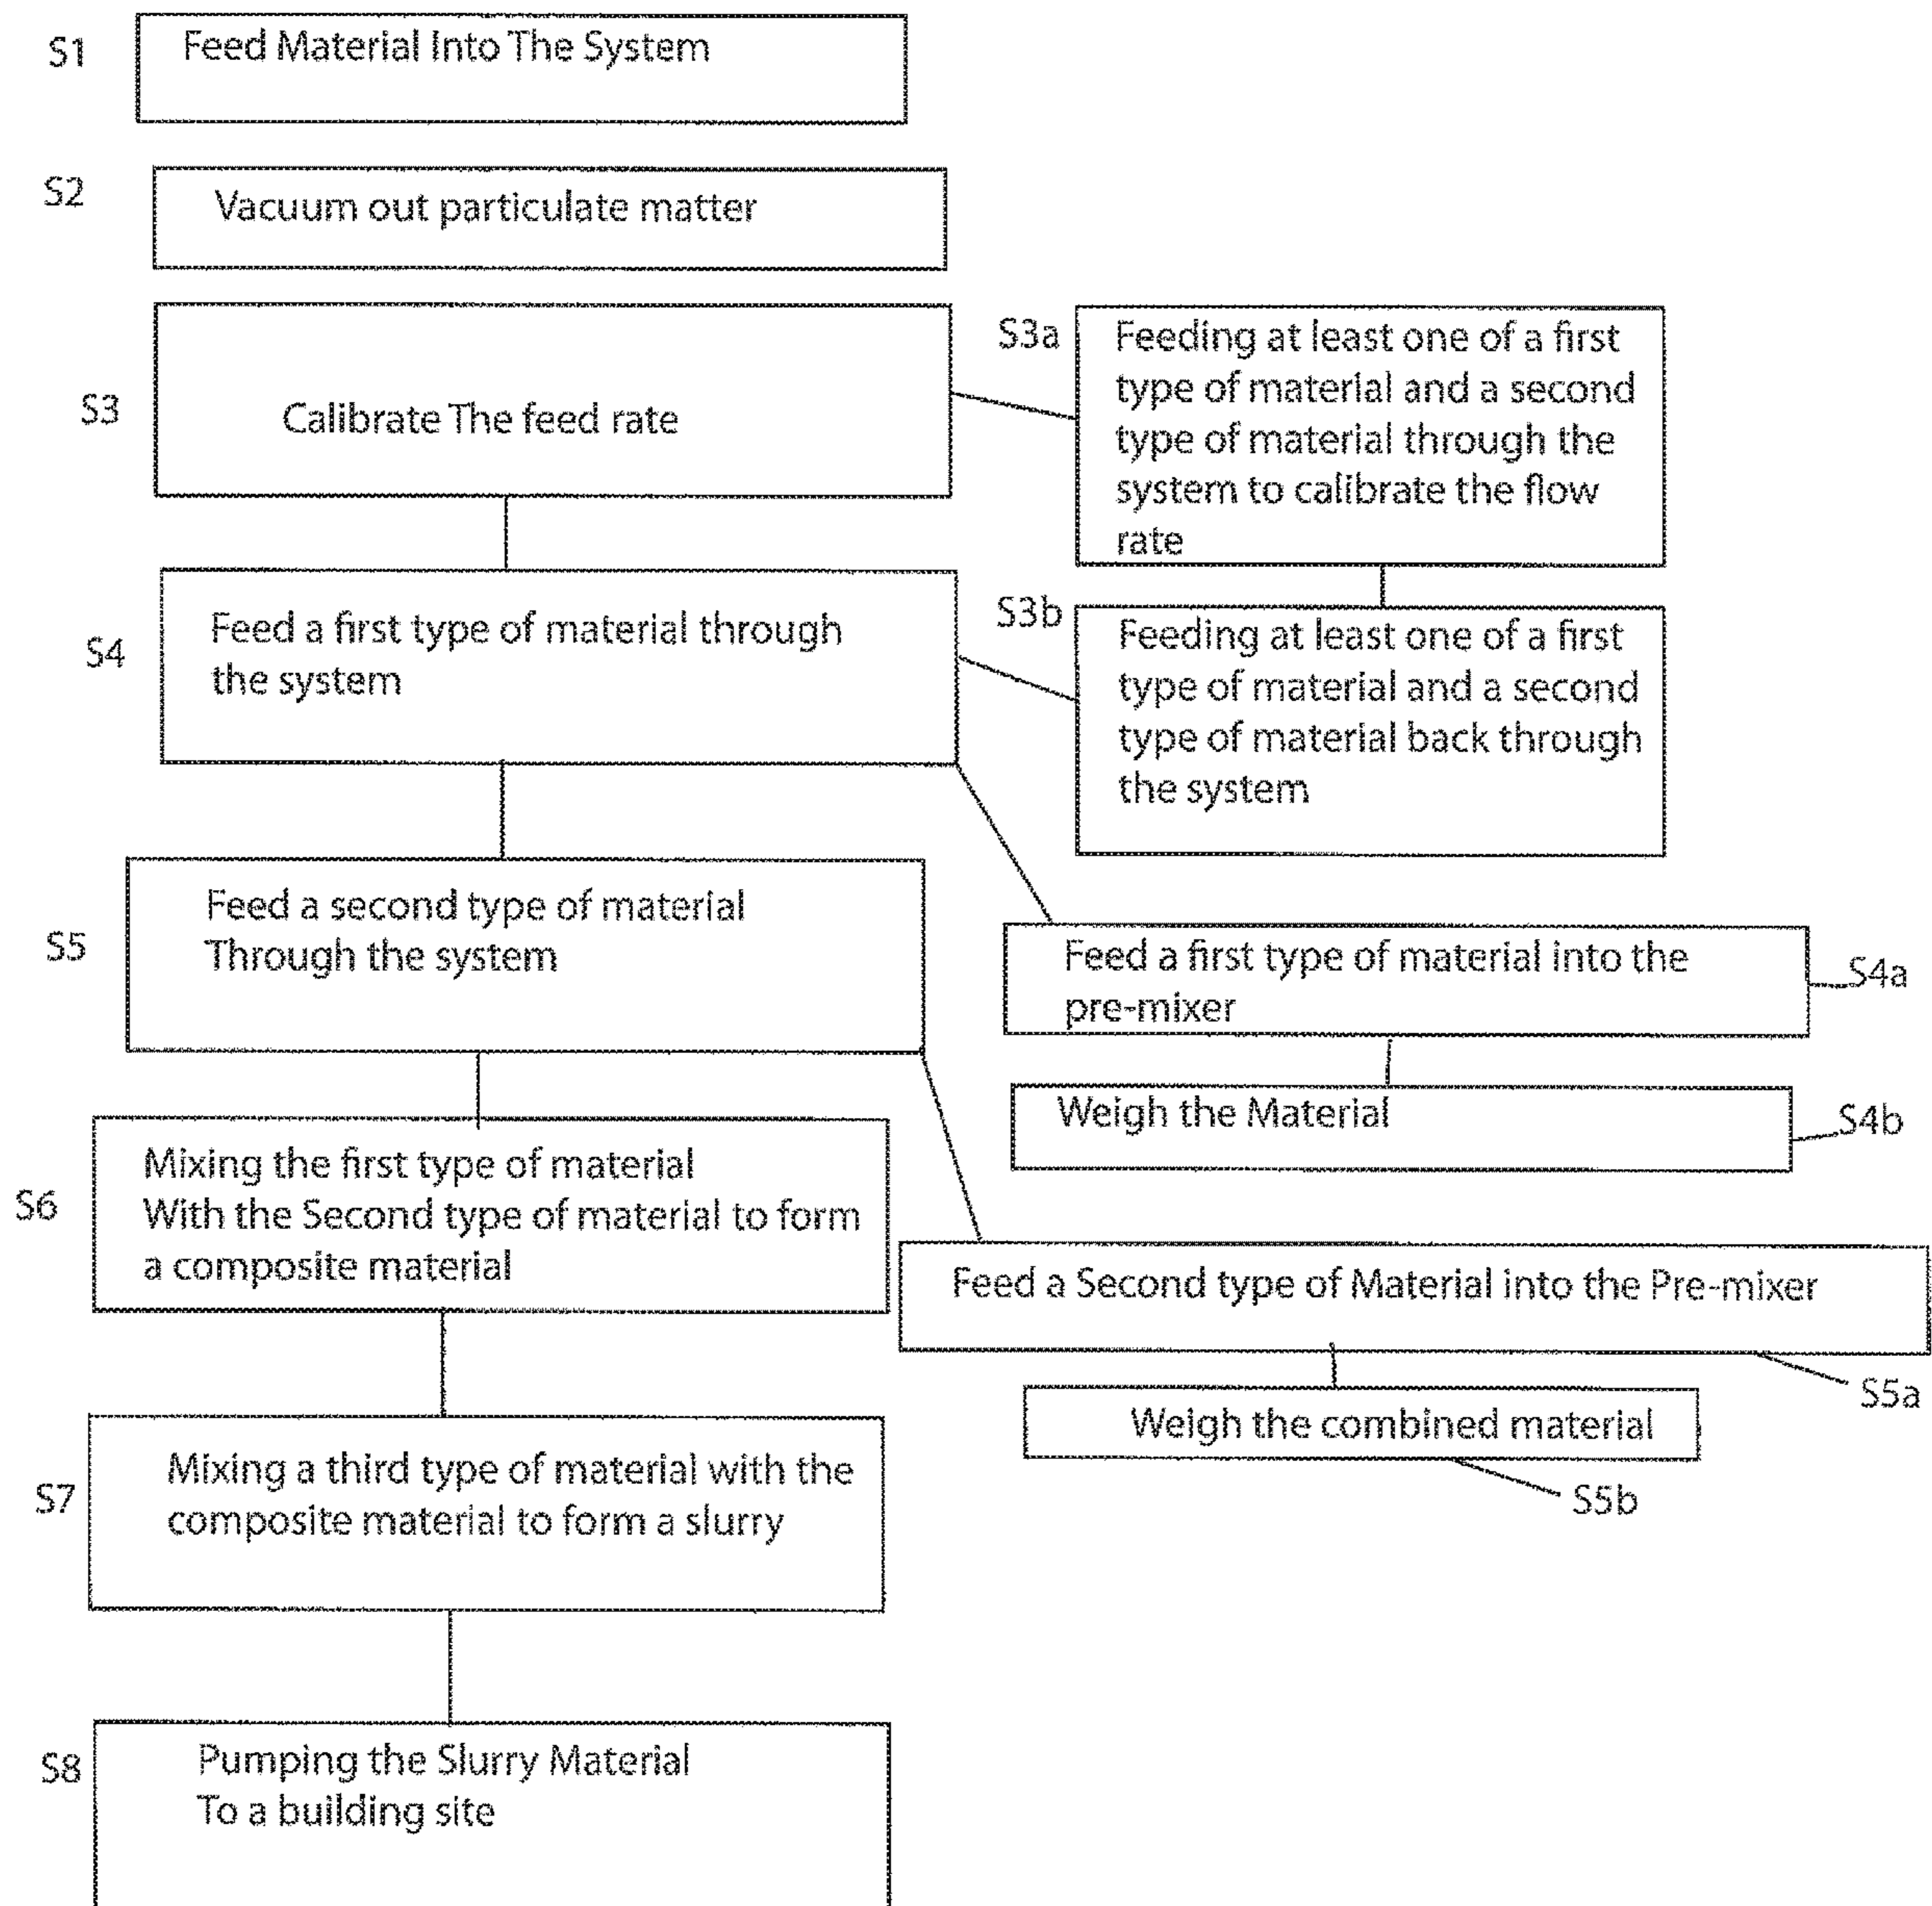 S1
Feed Material Into The System
S2
Vacuum out particulate matter
S3
Calibrate The feed rate
S3a
Feeding at least one of a first
type of material and a second
type of material through the
system to calibrate the flow
rate
S4
Feed a first type of material through
the system
S3b
Feeding at least one of a first
type of material and a second
type of material back through
the system
S5
Feed a second type of material
Through the system
Feed a first type of material into the
pre-mixer
S4a
Weigh the Material
S4b
S6
Mixing the first type of material
With the Second type of material to form
a composite material
Feed a Second type of Material into the Pre-mixer
S5a
Weigh the combined material
S5b
S7
Mixing a third type of material with the
composite material to form a slurry
S8
Pumping the Slurry Material
To a building site